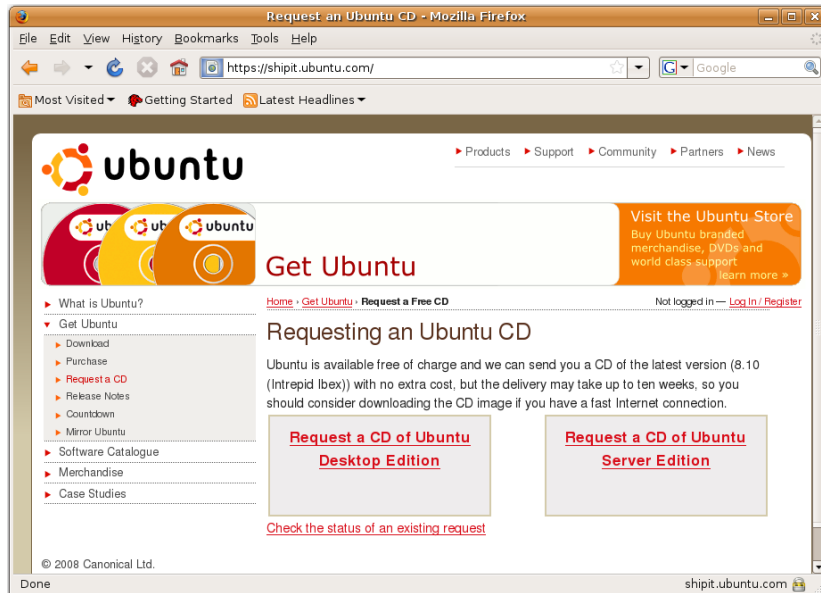 Request an Ubuntu CD - Mozilla Firefox
File Edit View History Bookmarks Tools Help
https://shipit.ubuntu.com/
G Google
Most Visited Getting Started Latest Headlines
ubuntu
Products Support Community Partners News
ub ub ubuntu
Get Ubuntu
Visit the Ubuntu Store
Buy Ubuntu branded
merchandise, DVDs and
world class support
learn more »
What is Ubuntu?
Get Ubuntu
Download
Purchase
Request a CD
Release Notes
Countdown
Mirror Ubuntu
Software Catalogue
Merchandise
Case Studies
Home › Get Ubuntu › Request a Free CD
Not logged in — Log In / Register
Requesting an Ubuntu CD
Ubuntu is available free of charge and we can send you a CD of the latest version (8.10
(Intrepid Ibex)) with no extra cost, but the delivery may take up to ten weeks, so you
should consider downloading the CD image if you have a fast Internet connection.
Request a CD of Ubuntu
Desktop Edition
Request a CD of Ubuntu
Server Edition
Check the status of an existing request
© 2008 Canonical Ltd.
Done
shipit.ubuntu.com